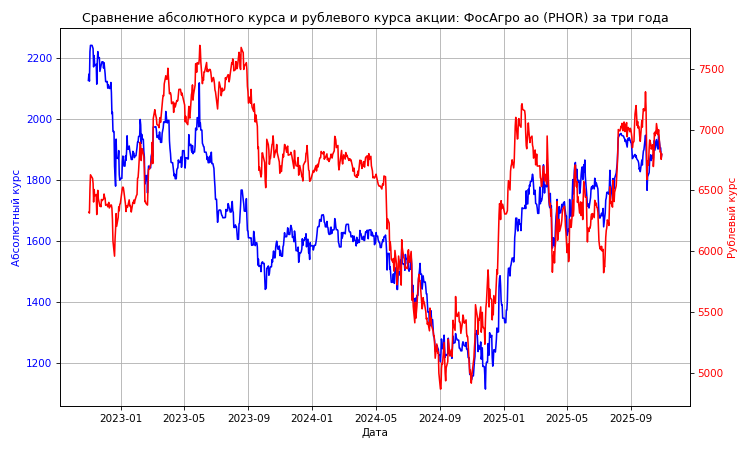 Сравнение абсолютного курса и рублевого курса акции: ФосАгро ао (PHOR) за три года
Абсолютный курс
2200
2000
1800
1600
1400
1200
7500
7000
6500
6000
5500
5000
Рублевый курс
2023-01 2023-05 2023-09 2024-01 2024-05 2024-09 2025-01 2025-05 2025-09
Дата